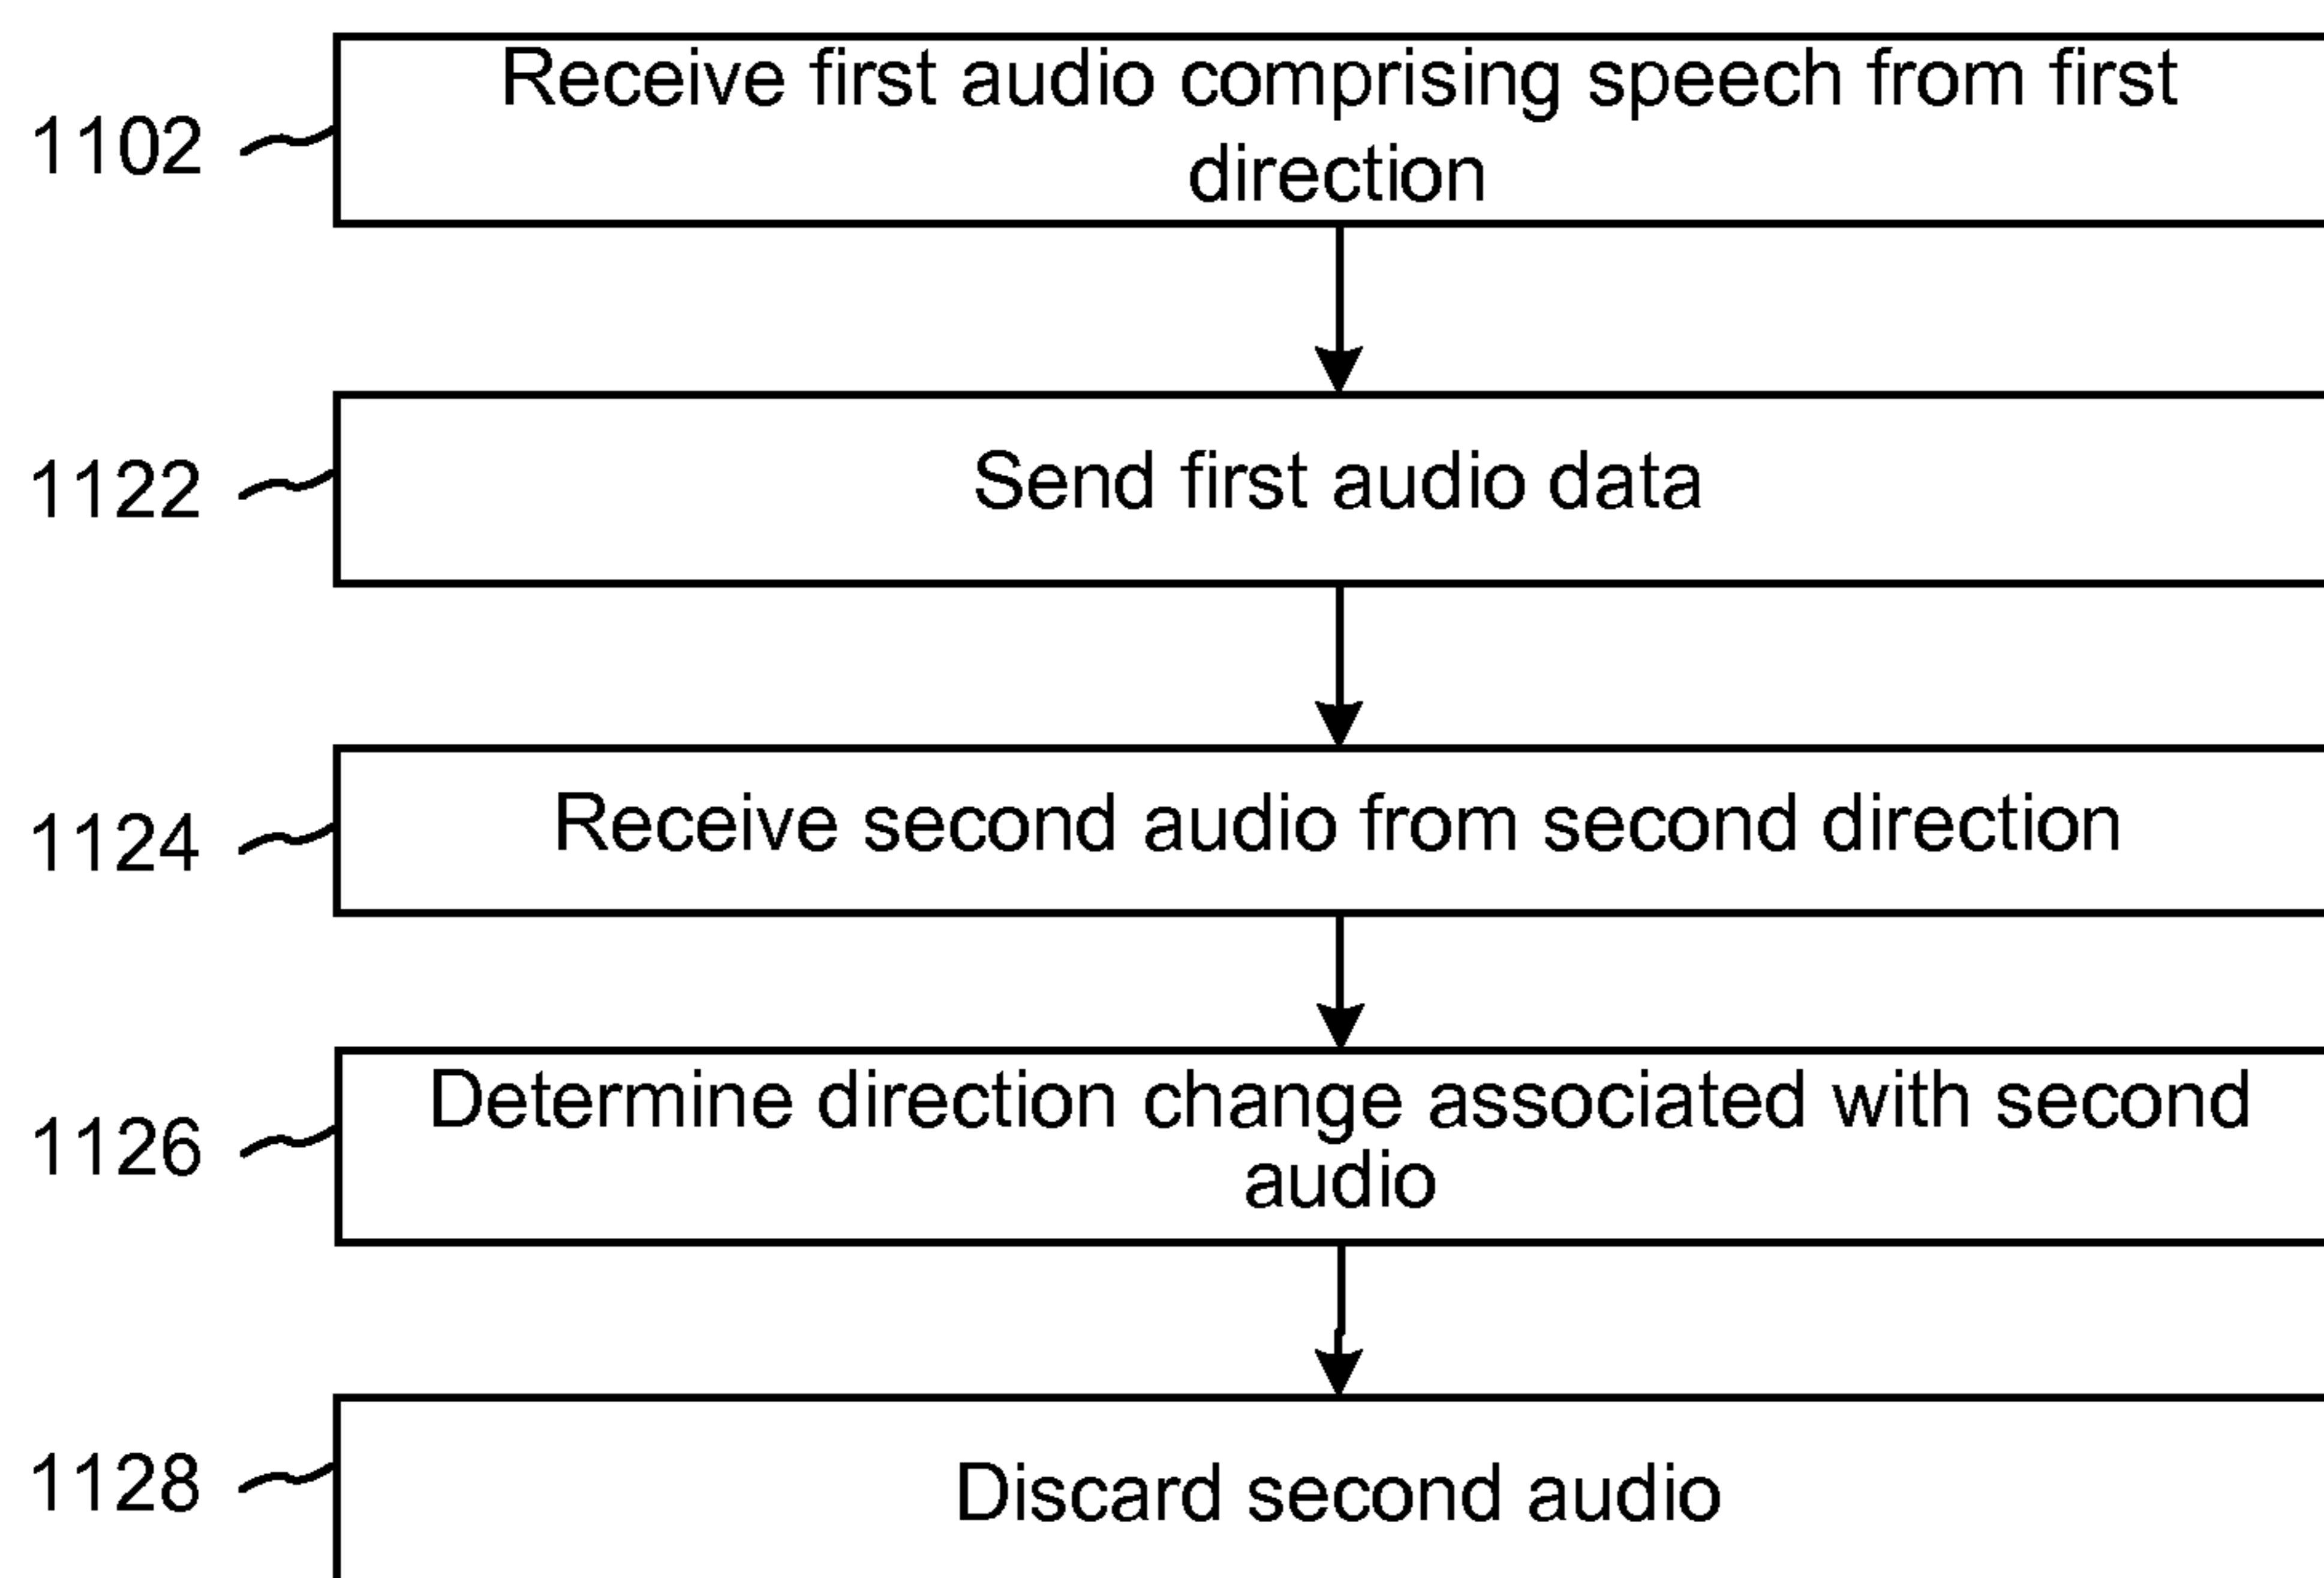 Receive first audio comprising speech from first
direction
1102
Send first audio data
1122
Receive second audio from second direction
1124
Determine direction change associated with second
audio
1126
Discard second audio
1128